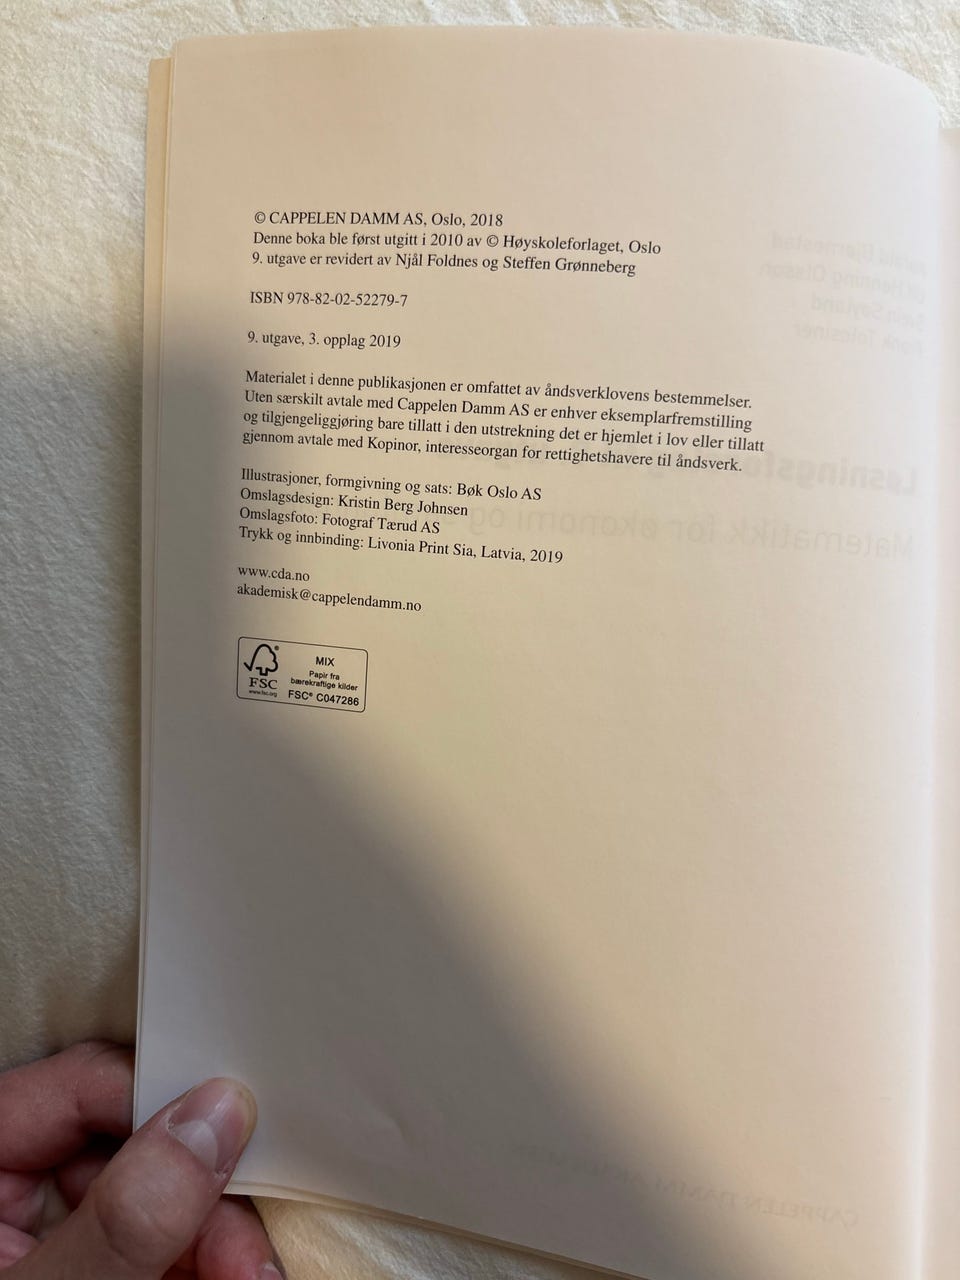 © CAPPELEN DAMM AS, Oslo, 2018
Denne boka ble først utgitt i 2010 av © Høyskoleforlaget, Oslo
9. utgave er revidert av Njål Foldnes og Steffen Grønneberg
ISBN 978-82-02-52279-7
9. utgave, 3. opplag 2019
Materialet i denne publikasjonen er omfattet av åndsverklovens bestemmelser.
Uten særskilt avtale med Cappelen Damm AS er enhver eksemplarfremstilling
og tilgjengeliggjøring bare tillatt i den utstrekning det er hjemlet i lov eller tillatt
gjennom avtale med Kopinor, interesseorgan for rettighetshavere til åndsverk.
Illustrasjoner, formgivning og sats: Bøk Oslo AS
Omslagsdesign: Kristin Berg Johnsen
Omslagsfoto: Fotograf Tærud AS
Trykk og innbinding: Livonia Print Sia, Latvia, 2019
www.cda.no
akademisk@cappelendamm.no
FSC
www.fsc.org
MIX
Papir fra
bærekraftige kilder
FSC® C047286